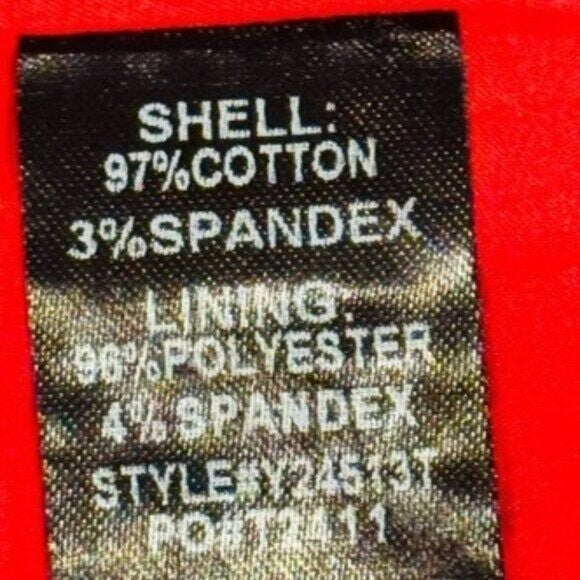 SHELL:
97%COTTON
3%SPANDEX
LINING:
96%POLYESTER
4%SPANDEX
STYLE#Y24513T
PO#T2411